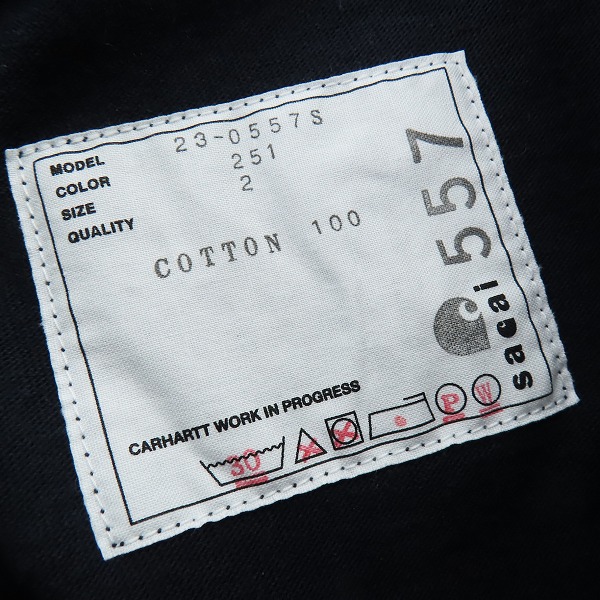 MODEL 23-0557S
COLOR 251
SIZE 2
QUALITY
COTTON 100
557
sacai
CARHARTT WORK IN PROGRESS
30 P W